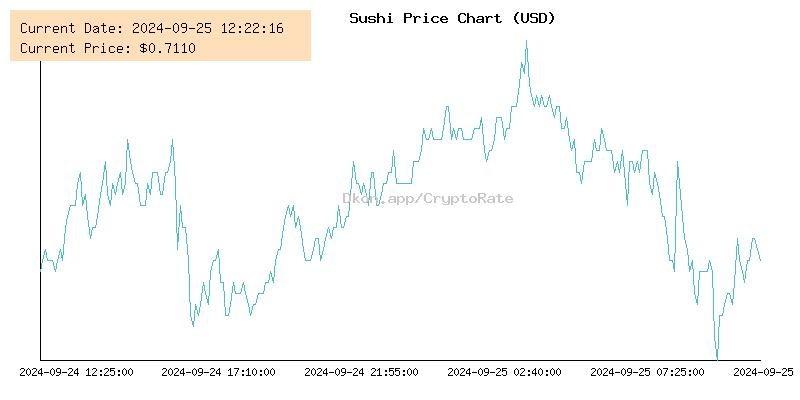 Sushi Price Chart (USD)
Current Date: 2024-09-25 12:22:16
Current Price: $0.7110
Dkon.app/CryptoRate
2024-09-24 12:25:00 2024-09-24 17:10:00 2024-09-24 21:55:00 2024-09-25 02:40:00 2024-09-25 07:25:00 2024-09-25